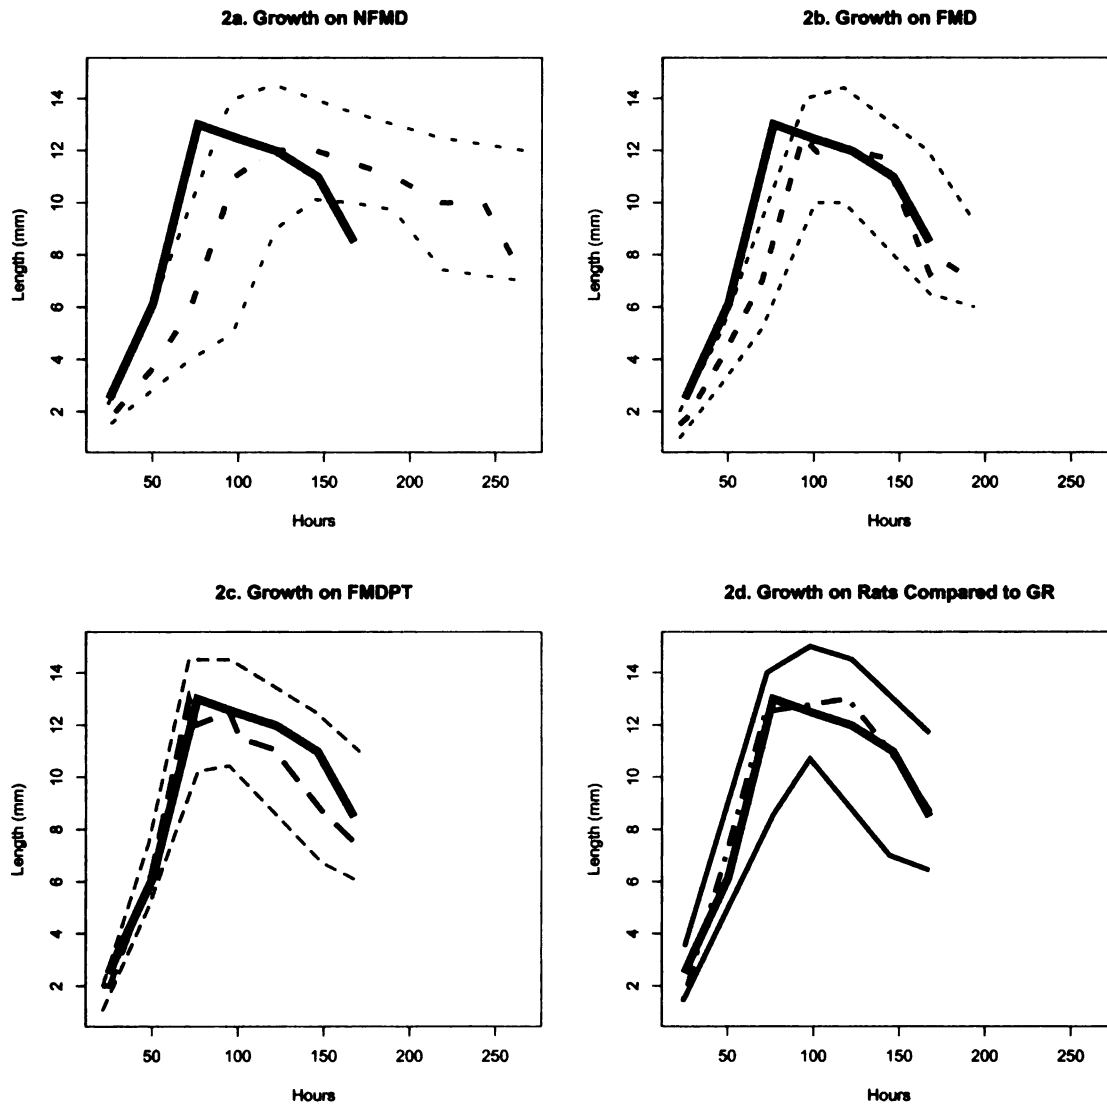 2a. Growth on NFMD
2b. Growth on FMD
Length (mm)
2 4 6 8 10 12 14
50 100 150 200 250
Hours
Length (mm)
2 4 6 8 10 12 14
50 100 150 200 250
Hours
2c. Growth on FMDPT
2d. Growth on Rats Compared to GR
Length (mm)
2 4 6 8 10 12 14
50 100 150 200 250
Hours
Length (mm)
2 4 6 8 10 12 14
50 100 150 200 250
Hours